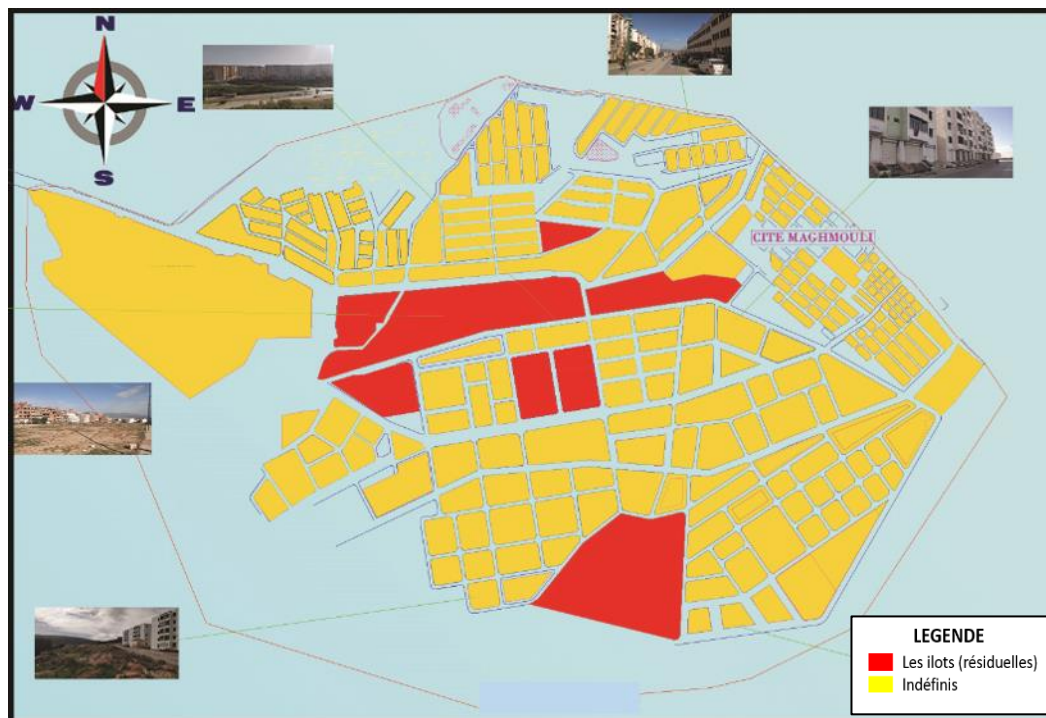 N
W
E
S
CITE MAGHMOULI
LEGENDE
Les ilots (résiduelles)
Indéfinis